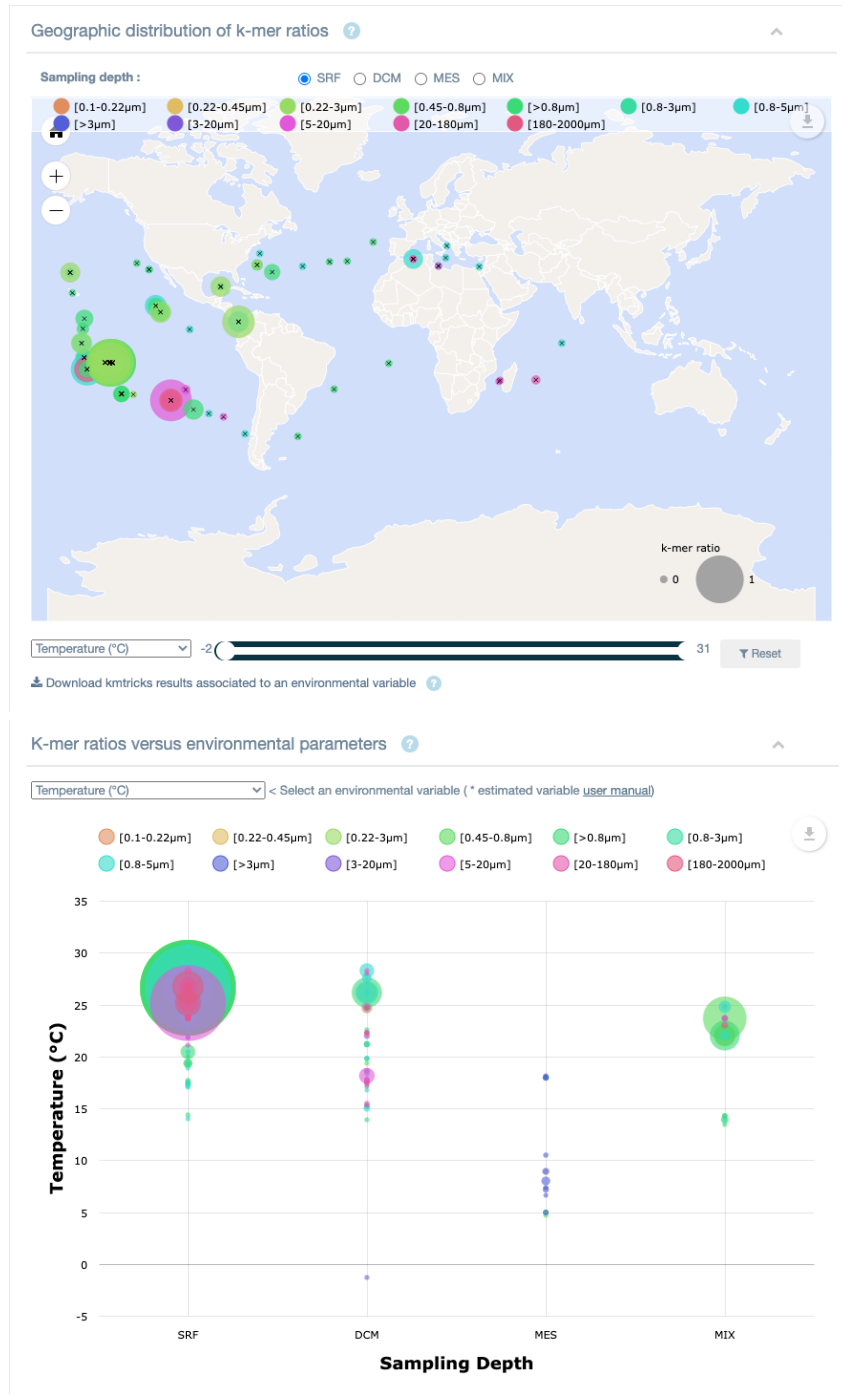 Geographic distribution of k-mer ratios ?
Sampling depth : SRF DCM MES MIX
[0.1-0.22µm] [0.22-0.45µm] [0.22-3µm] [0.45-0.8µm] [>0.8µm] [0.8-3µm] [0.8-5µm]
[>3µm] [3-20µm] [5-20µm] [20-180µm] [180-2000µm]
k-mer ratio
0 1
Temperature (°C) -2 31 Reset
Download kmtricks results associated to an environmental variable ?
K-mer ratios versus environmental parameters ?
Temperature (°C) < Select an environmental variable ( * estimated variable user manual)
[0.1-0.22µm] [0.22-0.45µm] [0.22-3µm] [0.45-0.8µm] [>0.8µm] [0.8-3µm]
[0.8-5µm] [>3µm] [3-20µm] [5-20µm] [20-180µm] [180-2000µm]
35
30
25
20
15
10
5
0
-5
Temperature (°C)
SRF DCM MES MIX
Sampling Depth